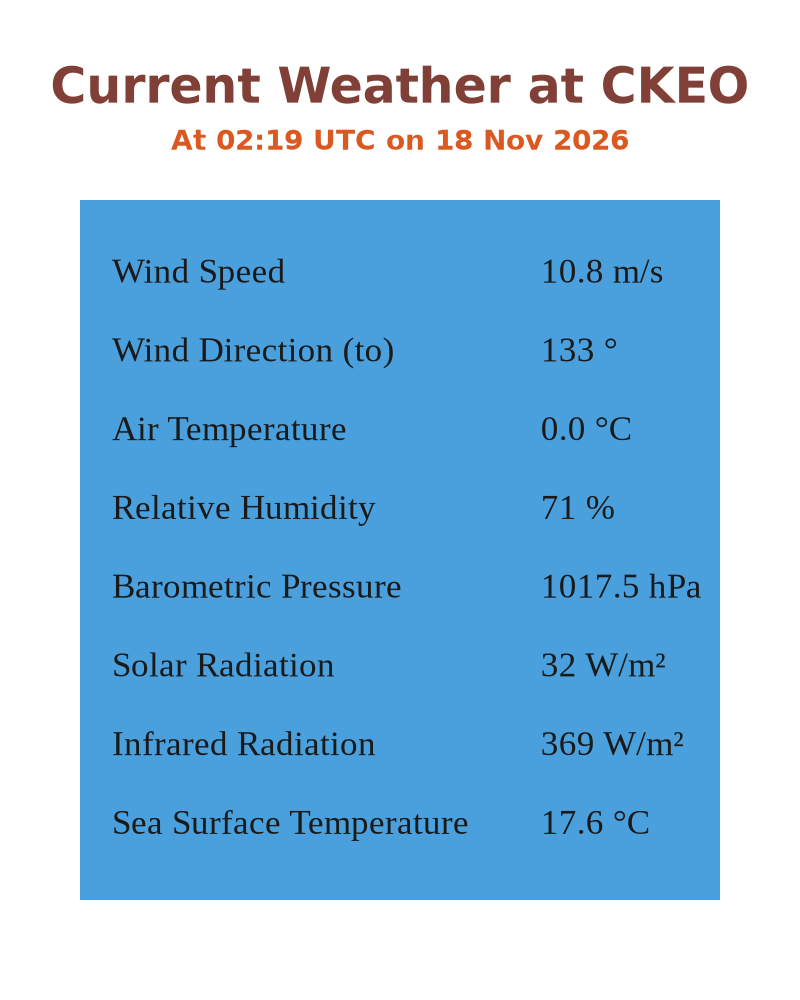 Current Weather at CKEO
At 02:19 UTC on 18 Nov 2026
Wind Speed 10.8 m/s
Wind Direction (to) 133 °
Air Temperature 0.0 °C
Relative Humidity 71 %
Barometric Pressure 1017.5 hPa
Solar Radiation 32 W/m²
Infrared Radiation 369 W/m²
Sea Surface Temperature 17.6 °C